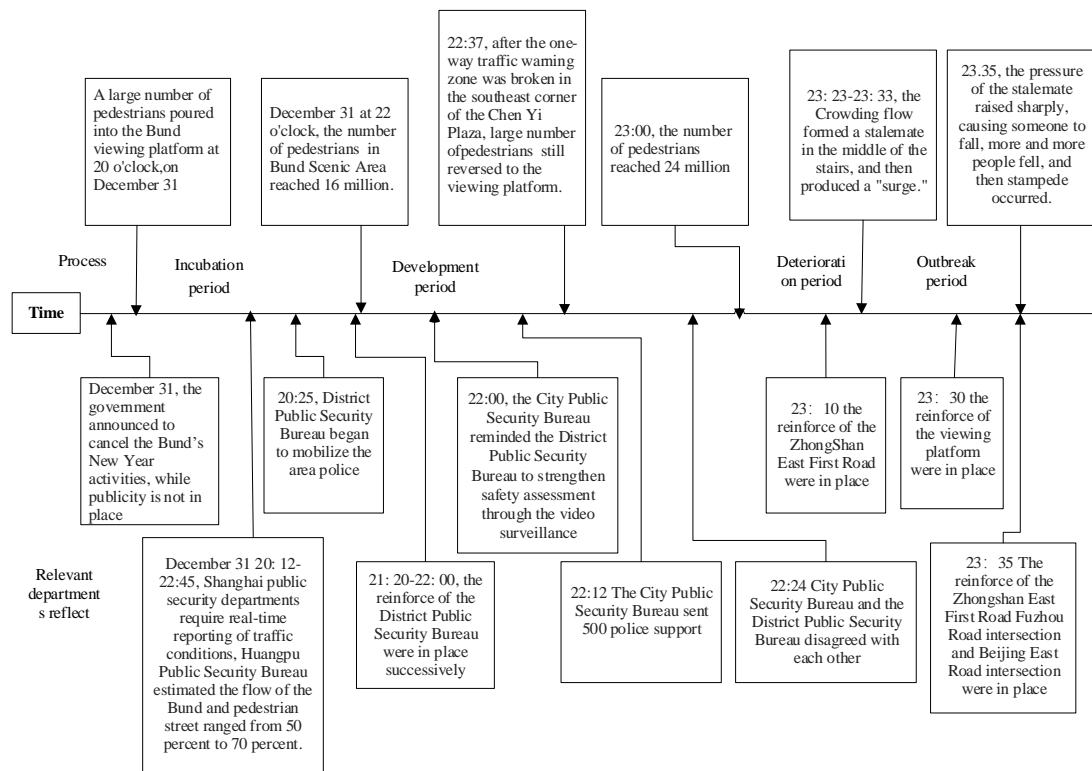 A large number of
pedestrians poured
into the Bund
viewing platform at
20 o'clock,on
December 31
December 31 at 22
o'clock, the number
of pedestrians in
Bund Scenic Area
reached 16 million.
22:37, after the one-
way traffic warning
zone was broken in
the southeast corner
of the Chen Yi
Plaza, large number
ofpedestrians still
reversed to the
viewing platform.
23:00, the number
of pedestrians
reached 24 million
23: 23-23: 33, the
Crowding flow
formed a stalemate
in the middle of the
stairs, and then
produced a "surge."
23.35, the pressure
of the stalemate
raised sharply,
causing someone to
fall, more and more
people fell, and
then stampede
occurred.
Process
Incubation
period
Development
period
Deteriorati
on period
Outbreak
period
Time
December 31, the
government
announced to
cancel the Bund's
New Year
activities, while
publicity is not in
place
20:25, District
Public Security
Bureau began
to mobilize the
area police
22:00, the City Public
Security Bureau
reminded the District
Public Security
Bureau to strengthen
safety assessment
through the video
surveillance
23: 10 the
reinforce of the
ZhongShan
East First Road
were in place
23: 30 the
reinforce of
the viewing
platform were
in place
Relevant
department
s reflect
December 31 20: 12-
22:45, Shanghai public
security departments
require real-time
reporting of traffic
conditions, Huangpu
Public Security Bureau
estimated the flow of the
Bund and pedestrian
street ranged from 50
percent to 70 percent.
21: 20-22: 00, the
reinforce of the
District Public
Security Bureau
were in place
successively
22:12 The City Public
Security Bureau sent
500 police support
22:24 City Public
Security Bureau and the
District Public Security
Bureau disagreed with
each other
23: 35 The
reinforce of the
Zhongshan East
First Road Fuzhou
Road intersection
and Beijing East
Road intersection
were in place